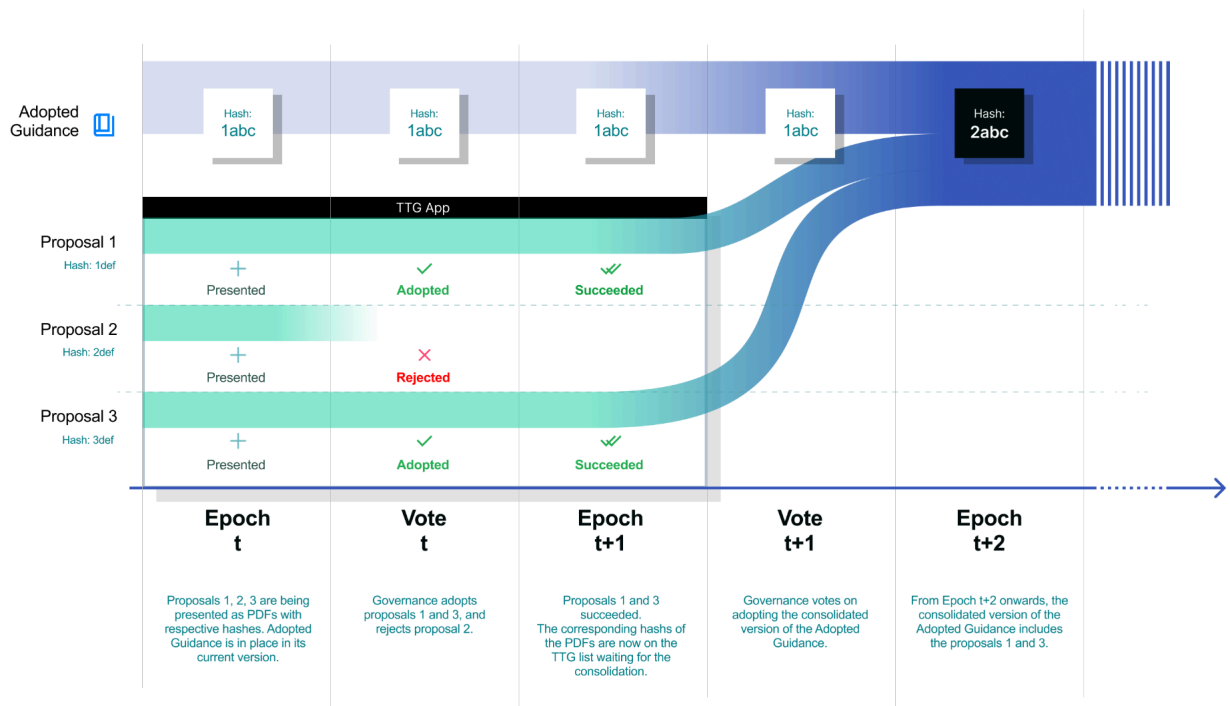 Adopted
Guidance
Hash:
1abc
Hash:
1abc
Hash:
1abc
Hash:
1abc
Hash:
2abc
TTG App
Proposal 1
Hash: 1def
Presented
Adopted
Succeeded
Proposal 2
Hash: 2def
Presented
Rejected
Proposal 3
Hash: 3def
Presented
Adopted
Succeeded
Epoch
t
Vote
t
Epoch
t+1
Vote
t+1
Epoch
t+2
Proposals 1, 2, 3 are being
presented as PDFs with
respective hashes. Adopted
Guidance is in place in its
current version.
Governance adopts
proposals 1 and 3, and
rejects proposal 2.
Proposals 1 and 3
succeeded.
The corresponding hashs of
the PDFs are now on the
TTG list waiting for the
consolidation.
Governance votes on
adopting the consolidated
version of the Adopted
Guidance.
From Epoch t+2 onwards, the
consolidated version of the
Adopted Guidance includes
the proposals 1 and 3.